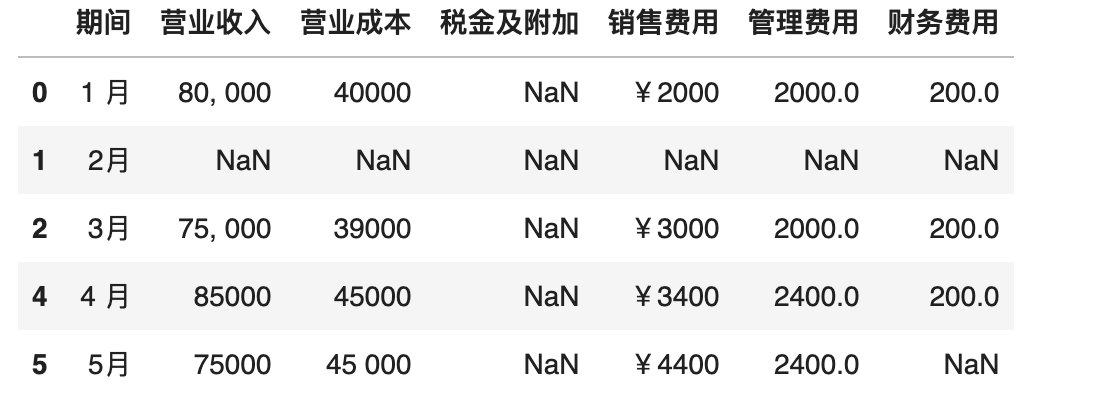 期间 营业收入 营业成本 税金及附加 销售费用 管理费用 财务费用
0 1 月 80, 000 40000 NaN ￥2000 2000.0 200.0
1 2月 NaN NaN NaN NaN NaN NaN
2 3月 75, 000 39000 NaN ￥3000 2000.0 200.0
4 4 月 85000 45000 NaN ￥3400 2400.0 200.0
5 5月 75000 45 000 NaN ￥4400 2400.0 NaN